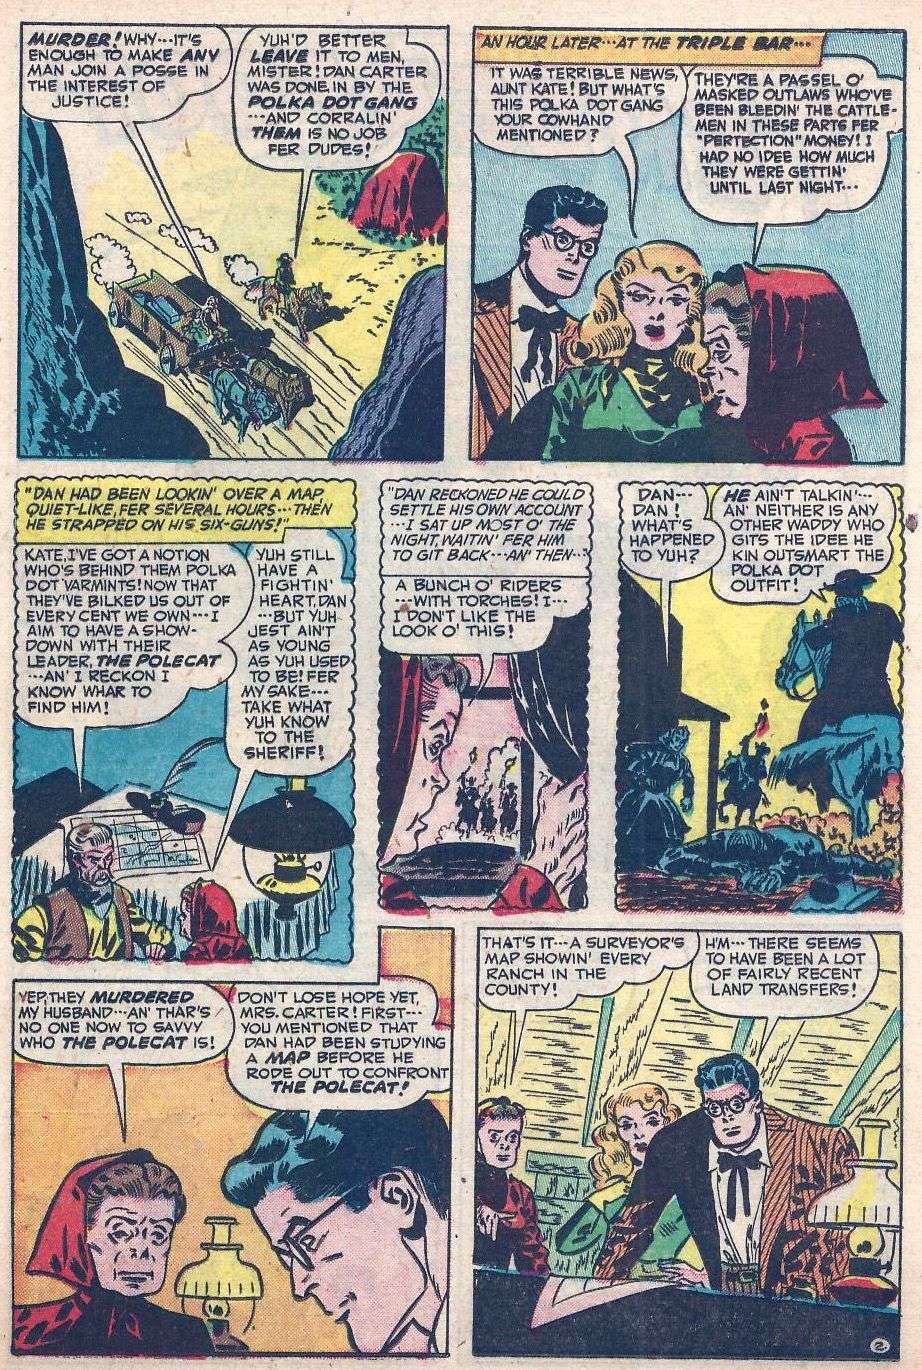 MURDER! WHY---IT'S
ENOUGH TO MAKE ANY
MAN JOIN A POSSE IN
THE INTEREST OF
JUSTICE!
YUH'D BETTER
LEAVE IT TO MEN,
MISTER! DAN CARTER
WAS DONE IN BY THE
POLKA DOT GANG
---AND CORRALIN'
THEM IS NO JOB
FER DUDES!
AN HOUR LATER---AT THE TRIPLE BAR---
IT WAS TERRIBLE NEWS,
AUNT KATE! BUT WHAT'S
THIS POLKA DOT GANG
YOUR COWHAND
MENTIONED?
THEY'RE A PASSEL O'
MASKED OUTLAWS WHO'VE
BEEN BLEEDIN' THE CATTLE-
MEN IN THESE PARTS FER
"PERTECTION" MONEY! I
HAD NO IDEE HOW MUCH
THEY WERE GETTIN'
UNTIL LAST NIGHT---
"DAN HAD BEEN LOOKIN' OVER A MAP,
QUIET-LIKE, FER SEVERAL HOURS---THEN
HE STRAPPED ON HIS SIX-GUNS!"
KATE, I'VE GOT A NOTION
WHO'S BEHIND THEM POLKA
DOT VARMINTS! NOW THAT
THEY'VE BILKED US OUT OF
EVERY CENT WE OWN---I
AIM TO HAVE A SHOW-
DOWN WITH THEIR
LEADER, THE POLECAT
---AN' I RECKON I
KNOW WHAR TO
FIND HIM!
YUH STILL
HAVE A
FIGHTIN'
HEART, DAN
---BUT YUH
JEST AIN'T
AS YOUNG
AS YUH USED
TO BE! FER
MY SAKE---
TAKE WHAT
YUH KNOW
TO THE
SHERIFF!
"DAN RECKONED HE COULD
SETTLE HIS OWN ACCOUNT
---I SAT UP MOST O' THE
NIGHT, WAITIN' FER HIM
TO GIT BACK---AN' THEN---"
A BUNCH O' RIDERS
---WITH TORCHES! I---
I DON'T LIKE THE
LOOK O' THIS!
DAN---
DAN!
WHAT'S
HAPPENED
TO YUH?
HE AIN'T TALKIN'---
AN' NEITHER IS ANY
OTHER WADDY WHO
GITS THE IDEE HE
KIN OUTSMART THE
POLKA DOT
OUTFIT!
YEP, THEY MURDERED
MY HUSBAND---AN' THAR'S
NO ONE NOW TO SAVVY
WHO THE POLECAT IS!
DON'T LOSE HOPE YET,
MRS. CARTER! FIRST---
YOU MENTIONED THAT
DAN HAD BEEN STUDYING
A MAP BEFORE HE
RODE OUT TO CONFRONT
THE POLECAT!
THAT'S IT---A SURVEYOR'S
MAP SHOWIN' EVERY
RANCH IN THE
COUNTY!
H'M--- THERE SEEMS
TO HAVE BEEN A LOT
OF FAIRLY RECENT
LAND TRANSFERS!
2